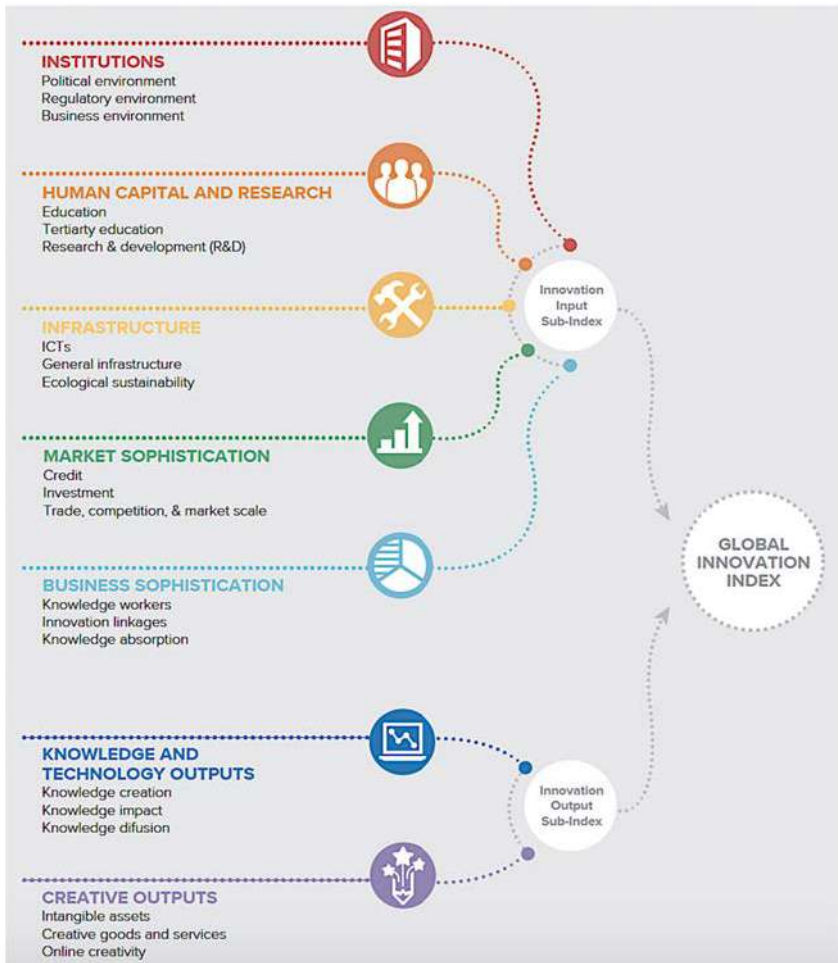 INSTITUTIONS
Political environment
Regulatory environment
Business environment
HUMAN CAPITAL AND RESEARCH
Education
Tertiarty education
Research & development (R&D)
INFRASTRUCTURE
ICTs
General infrastructure
Ecological sustainability
MARKET SOPHISTICATION
Credit
Investment
Trade, competition, & market scale
BUSINESS SOPHISTICATION
Knowledge workers
Innovation linkages
Knowledge absorption
KNOWLEDGE AND
TECHNOLOGY OUTPUTS
Knowledge creation
Knowledge impact
Knowledge difusion
CREATIVE OUTPUTS
Intangible assets
Creative goods and services
Online creativity
Innovation
Input
Sub-Index
Innovation
Output
Sub-Index
GLOBAL
INNOVATION
INDEX